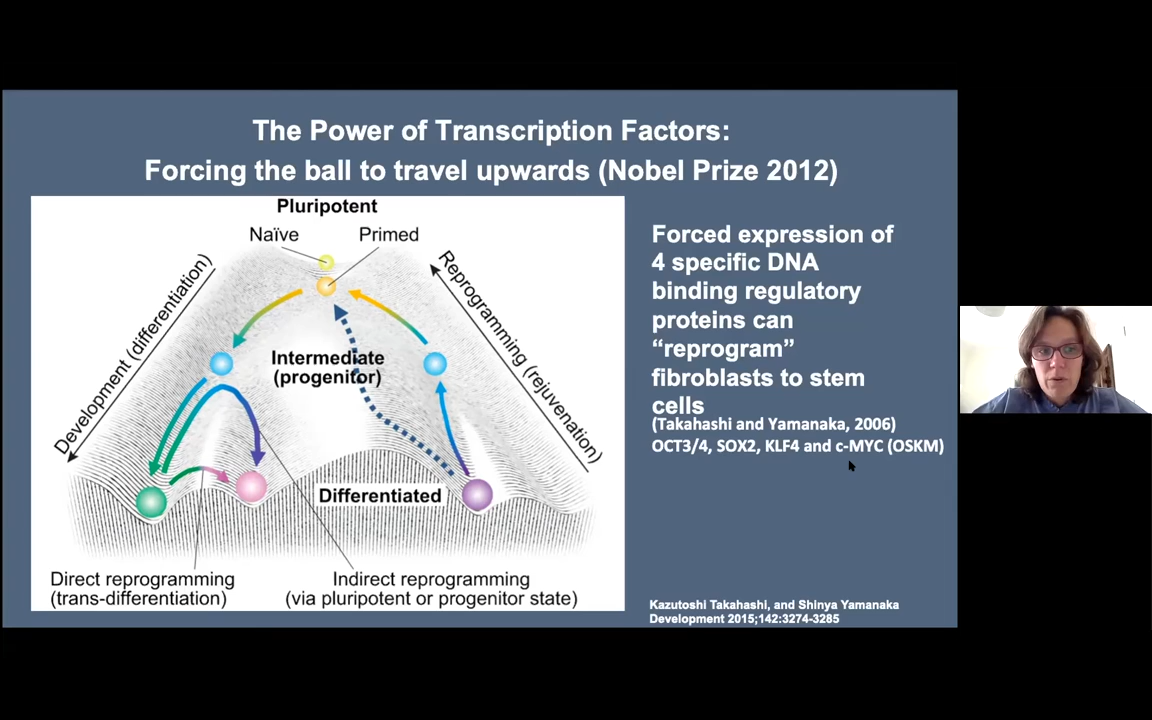 The Power of Transcription Factors:
Forcing the ball to travel upwards (Nobel Prize 2012)
Pluripotent
Naïve
Primed
Development (differentiation)
Reprogramming (rejuvenation)
Intermediate
(progenitor)
Differentiated
Direct reprogramming
(trans-differentiation)
Indirect reprogramming
(via pluripotent or progenitor state)
Forced expression of
4 specific DNA
binding regulatory
proteins can
“reprogram”
fibroblasts to stem
cells
(Takahashi and Yamanaka, 2006)
OCT3/4, SOX2, KLF4 and c-MYC (OSKM)
Kazutoshi Takahashi, and Shinya Yamanaka
Development 2015;142:3274-3285